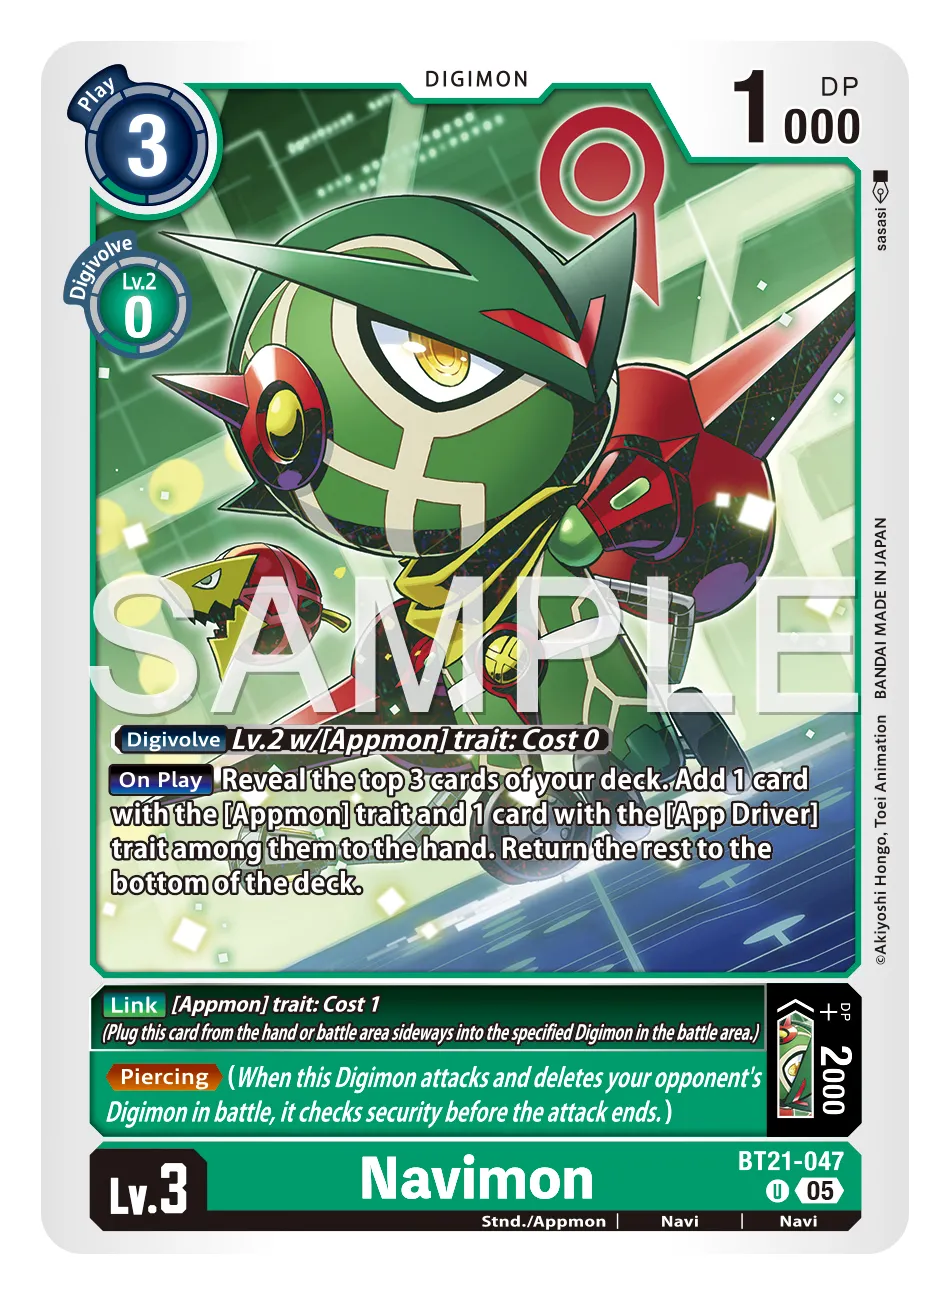 DIGIMON
Play
3
DP
1000
Digivolve
Lv.2
0
sasasi
SAMPLE
Digivolve Lv.2 w/[Appmon] trait: Cost 0
On Play Reveal the top 3 cards of your deck. Add 1 card
with the [Appmon] trait and 1 card with the [App Driver]
trait among them to the hand. Return the rest to the
bottom of the deck.
©Akiyoshi Hongo, Toei Animation BANDAI MADE IN JAPAN
Link [Appmon] trait: Cost 1
(Plug this card from the hand or battle area sideways into the specified Digimon in the battle area.)
DP
+2000
Piercing (When this Digimon attacks and deletes your opponent's
Digimon in battle, it checks security before the attack ends.)
Lv.3
Navimon
BT21-047
U 05
Stnd./Appmon | Navi | Navi